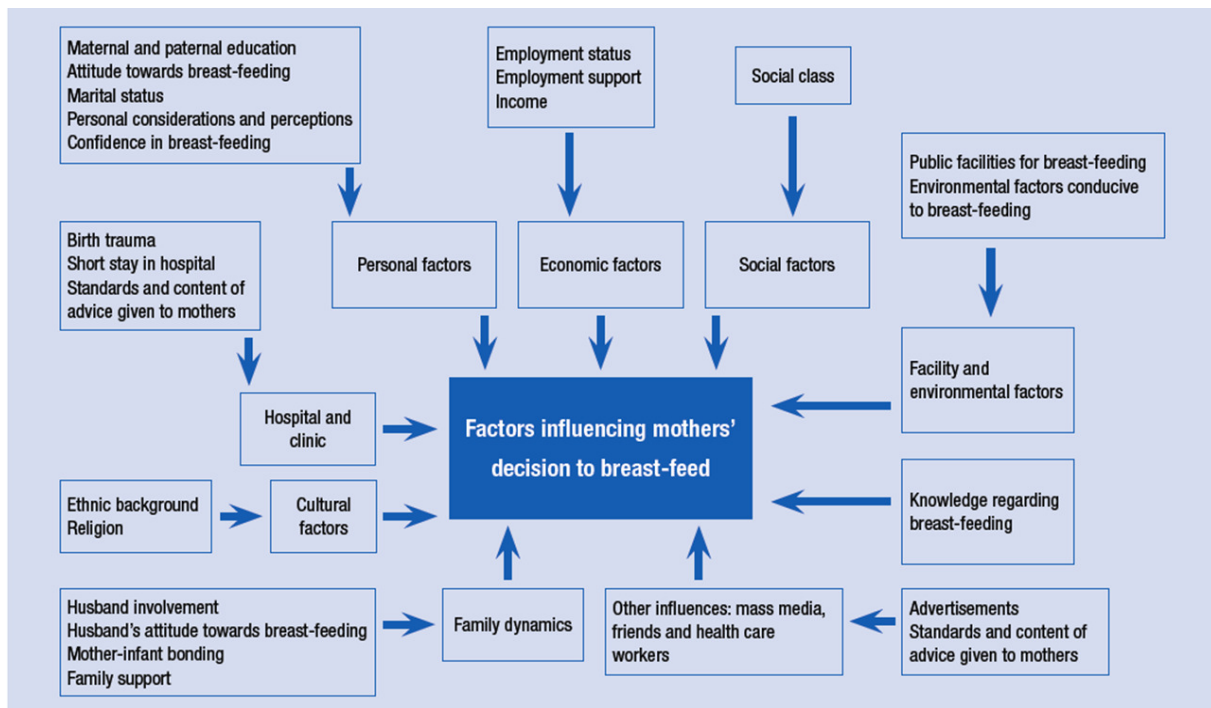 Maternal and paternal education
Attitude towards breast-feeding
Marital status
Personal considerations and perceptions
Confidence in breast-feeding
Employment status
Employment support
Income
Social class
Public facilities for breast-feeding
Environmental factors conducive
to breast-feeding
Birth trauma
Short stay in hospital
Standards and content of
advice given to mothers
Personal factors
Economic factors
Social factors
Facility and
environmental factors
Hospital and
clinic
Factors influencing mothers’
decision to breast-feed
Ethnic background
Religion
Cultural
factors
Knowledge regarding
breast-feeding
Husband involvement
Husband’s attitude towards breast-feeding
Mother-infant bonding
Family support
Family dynamics
Other influences: mass media,
friends and health care
workers
Advertisements
Standards and content of
advice given to mothers